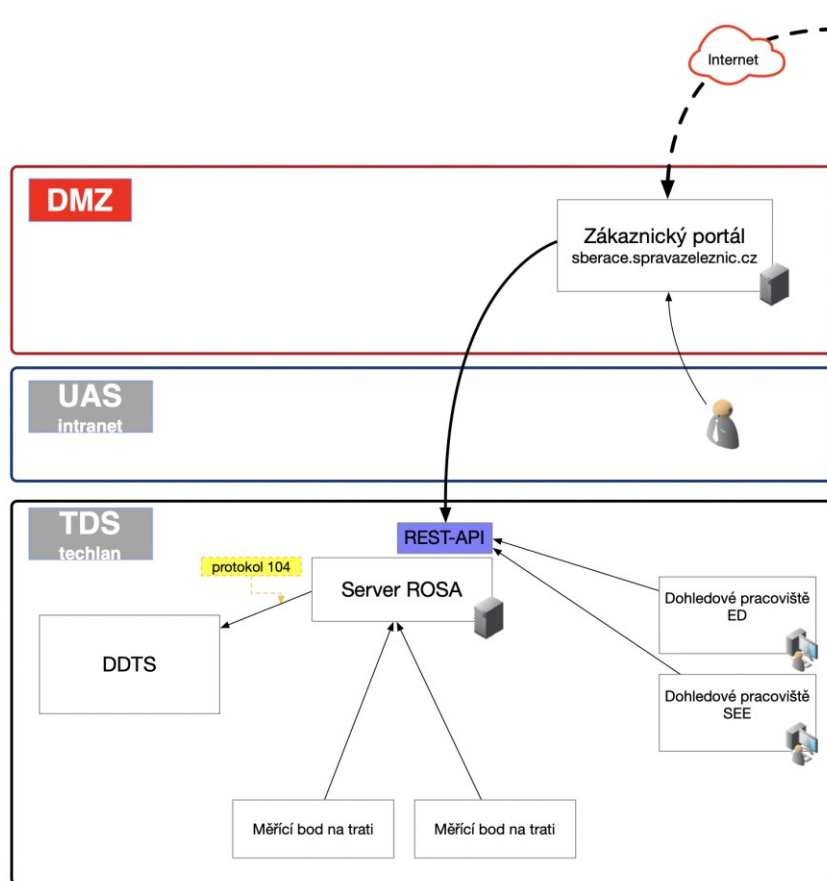 Internet
DMZ
Zákaznický portál
sberace.spravazeleznic.cz
UAS
intranet
TDS
techlan
REST-API
protokol 104
Server ROSA
Dohledové pracoviště
ED
DDTS
Dohledové pracoviště
SEE
Měřící bod na trati
Měřící bod na trati